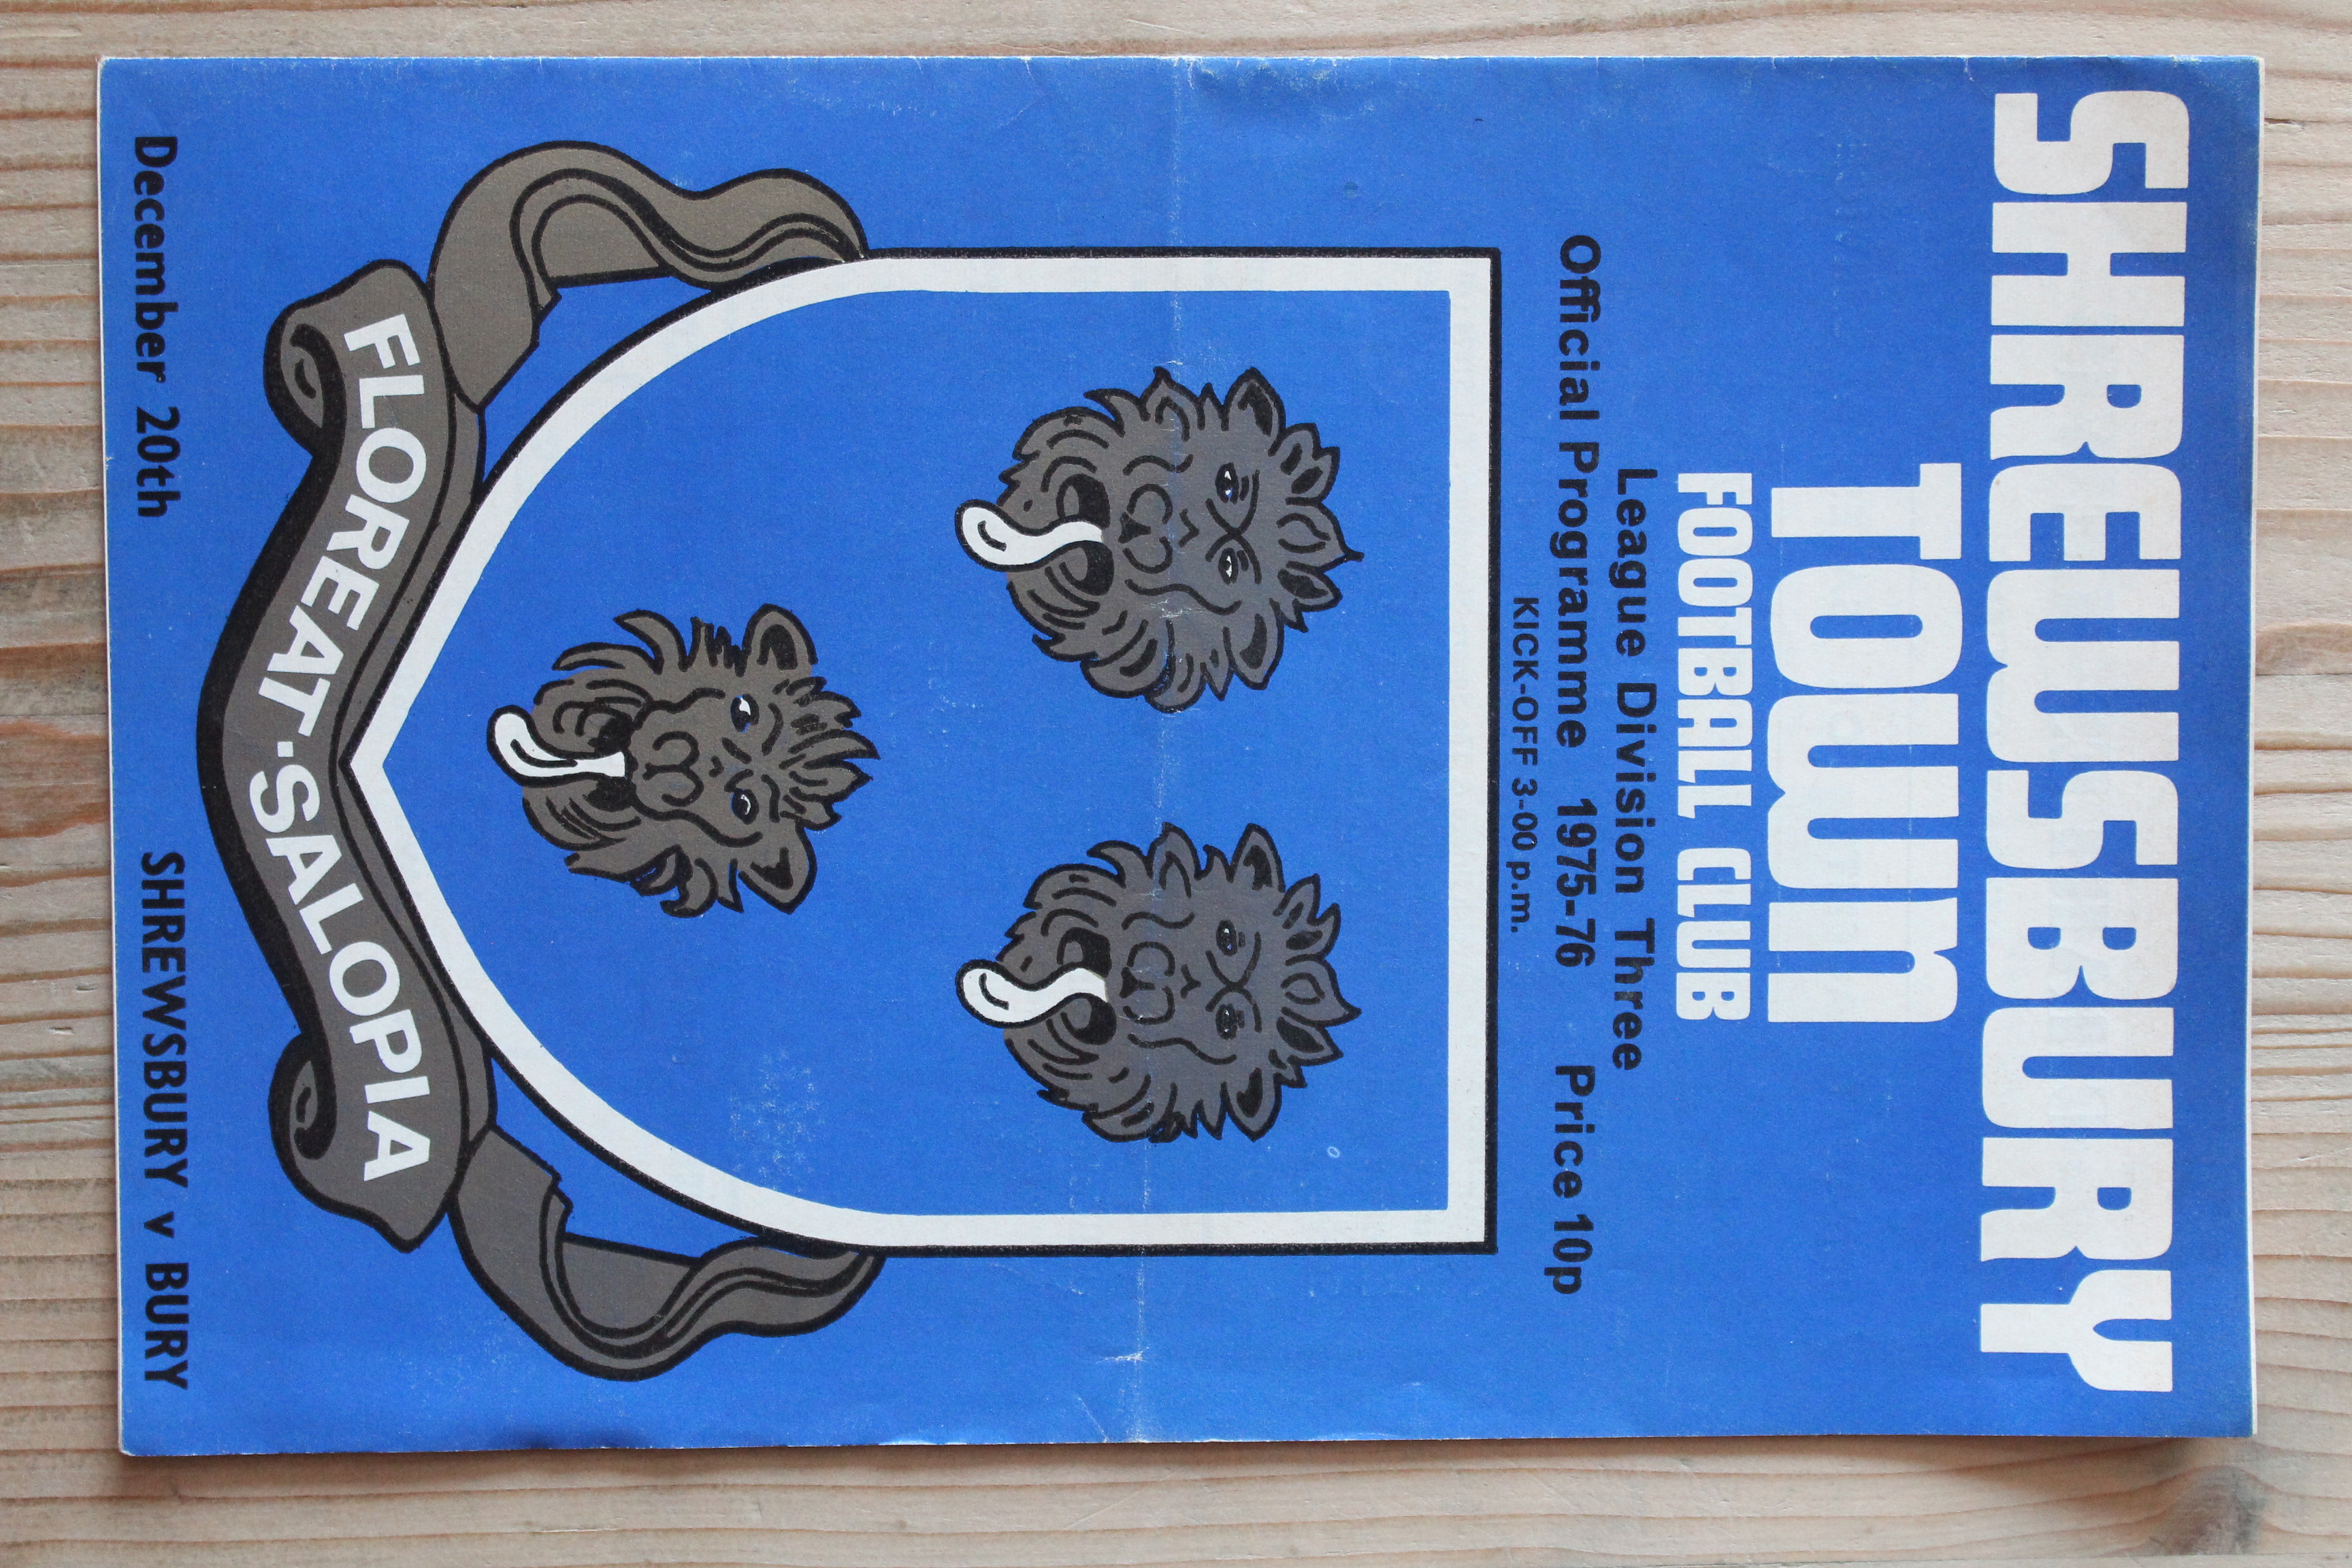 SHREWSBURY
TOWN
FOOTBALL CLUB
League Division Three
Official Programme 1975-76 Price 10p
KICK-OFF 3-00 p.m.
FLOREAT·SALOPIA
December 20th SHREWSBURY v BURY